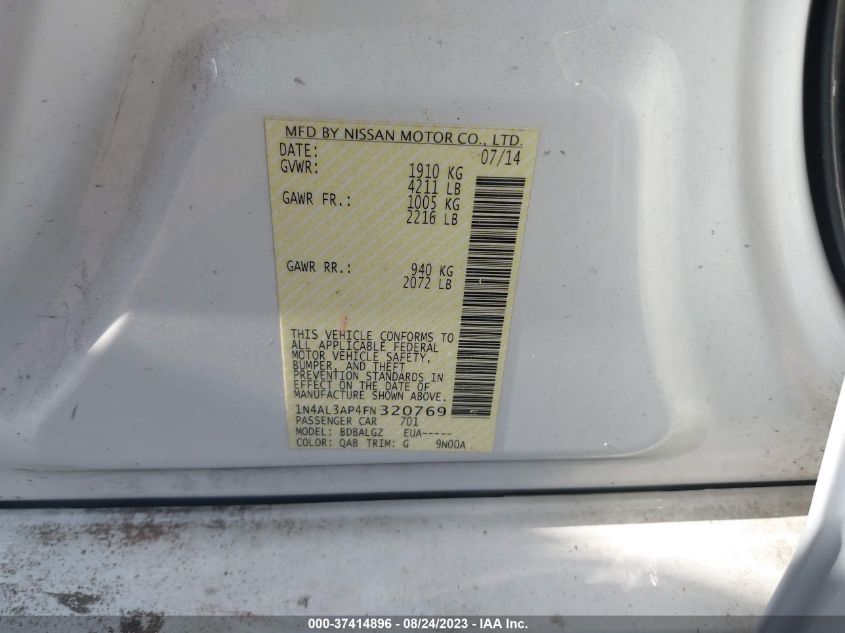 MFD BY NISSAN MOTOR CO., LTD.
DATE: 07/14
GVWR: 1910 KG
4211 LB
GAWR FR.: 1005 KG
2216 LB
GAWR RR.: 940 KG
2072 LB
THIS VEHICLE CONFORMS TO
ALL APPLICABLE FEDERAL
MOTOR VEHICLE SAFETY,
BUMPER, AND THEFT
PREVENTION STANDARDS IN
EFFECT ON THE DATE OF
MANUFACTURE SHOWN ABOVE.
1N4AL3AP4FN320769
PASSENGER CAR 701
MODEL: BDBALGZ EUA-----
COLOR: QAB TRIM: G 9N00A
000-37414896 - 08/24/2023 - IAA Inc.